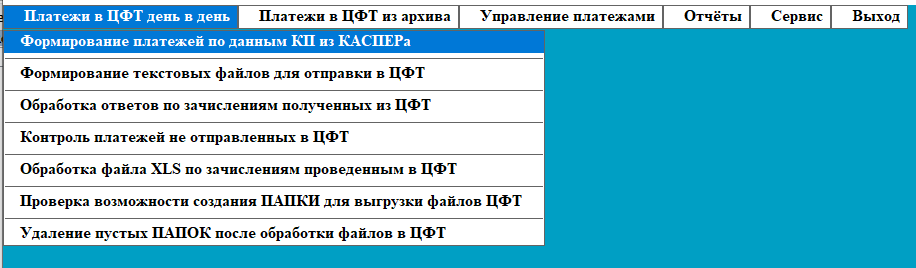 Платежи в ЦФТ день в день Платежи в ЦФТ из архива Управление платежами Отчёты Сервис Выход
Формирование платежей по данным КП из КАСПЕРа
Формирование текстовых файлов для отправки в ЦФТ
Обработка ответов по зачислениям полученных из ЦФТ
Контроль платежей не отправленных в ЦФТ
Обработка файла XLS по зачислениям проведенным в ЦФТ
Проверка возможности создания ПАПКИ для выгрузки файлов ЦФТ
Удаление пустых ПАПОК после обработки файлов в ЦФТ